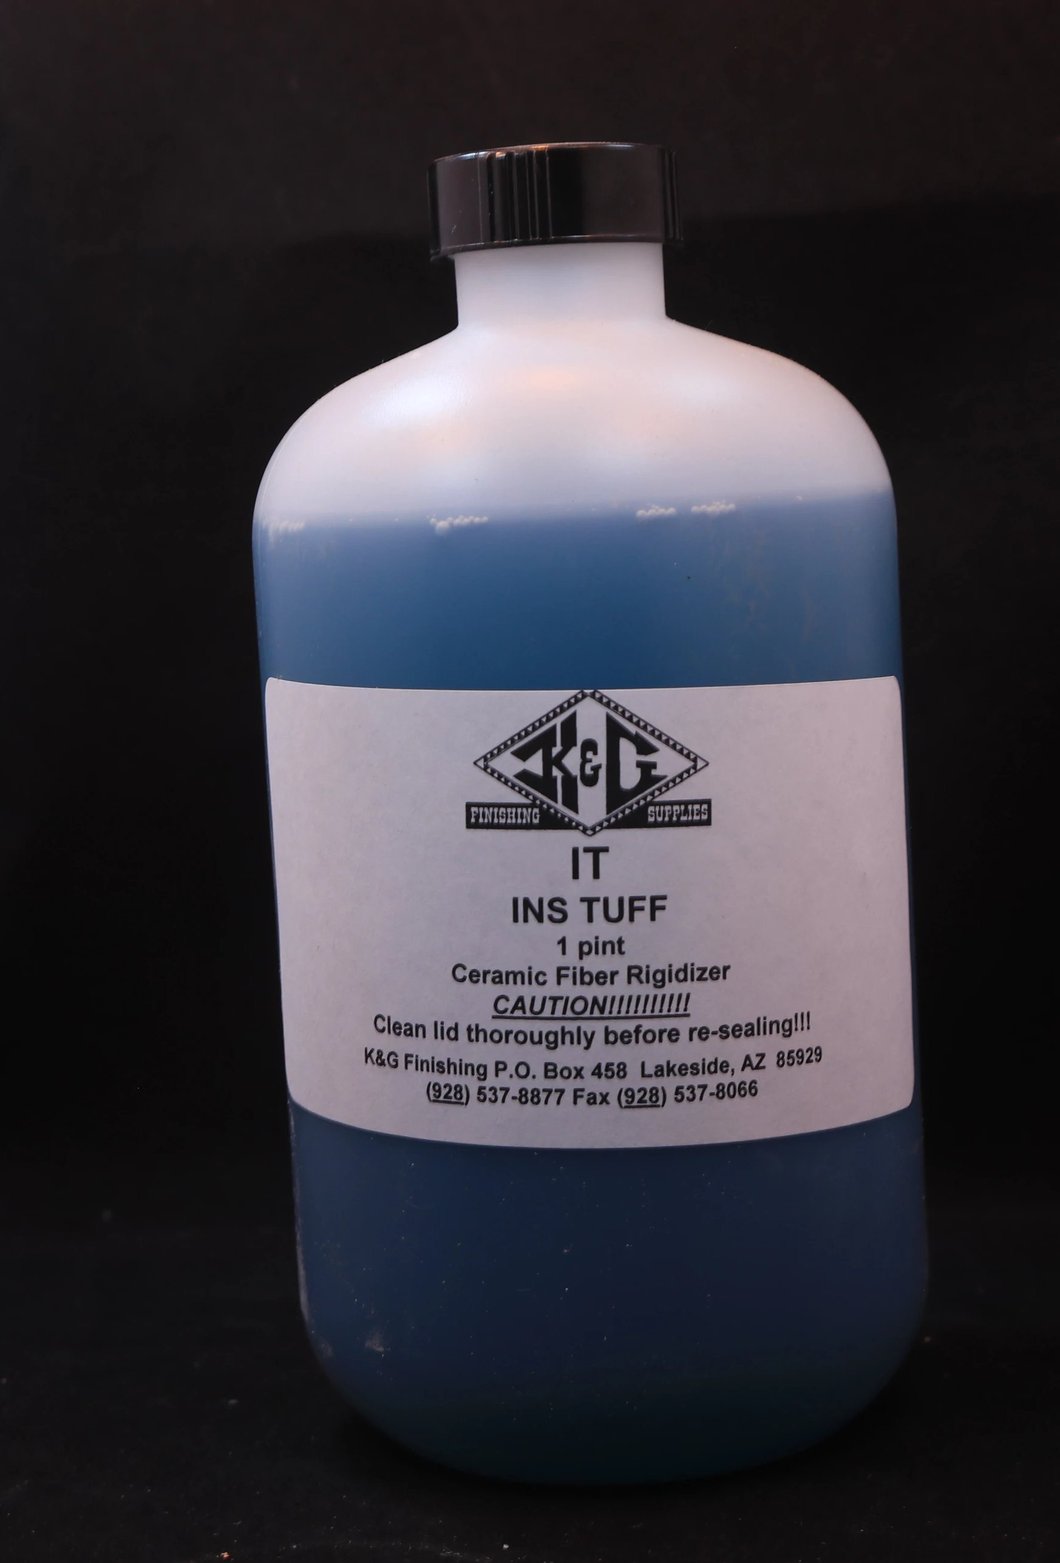 K&G
FINISHING SUPPLIES
IT
INS TUFF
1 pint
Ceramic Fiber Rigidizer
CAUTION!!!!!!!!!!
Clean lid thoroughly before re-sealing!!!
K&G Finishing P.O. Box 458 Lakeside, AZ 85929
(928) 537-8877 Fax (928) 537-8066